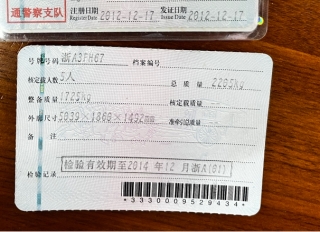 通警察支队
注册日期 2012-12-17 发证日期 2012-12-17
Register Date Issue Date
号牌号码 浙A3PH67 档案编号
核定载人数 5人 总质量 2285kg
整备质量 1725kg 核定载质量
外廓尺寸 5039×1868×1492mm 准牵引总质量
备注
检验有效期至2014 年 12 月浙A(01)
检验记录
*3330009529434*